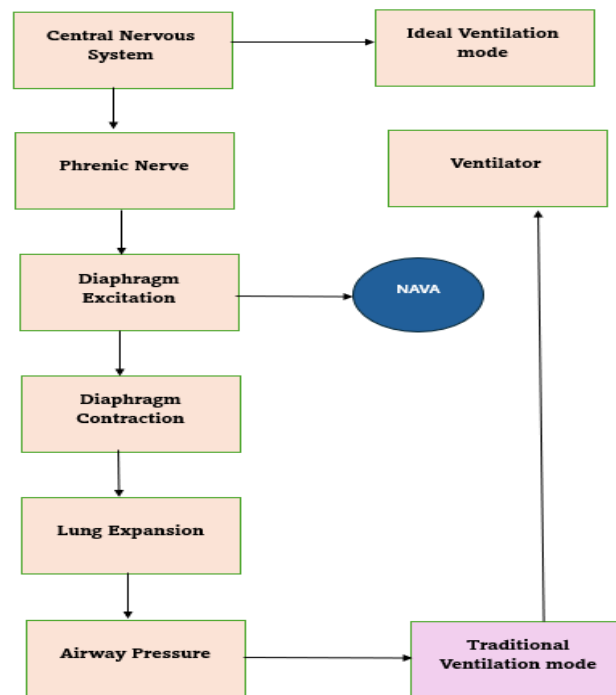 Central Nervous
System
Ideal Ventilation
mode
Phrenic Nerve
Ventilator
Diaphragm
Excitation
NAVA
Diaphragm
Contraction
Lung Expansion
Airway Pressure
Traditional
Ventilation mode